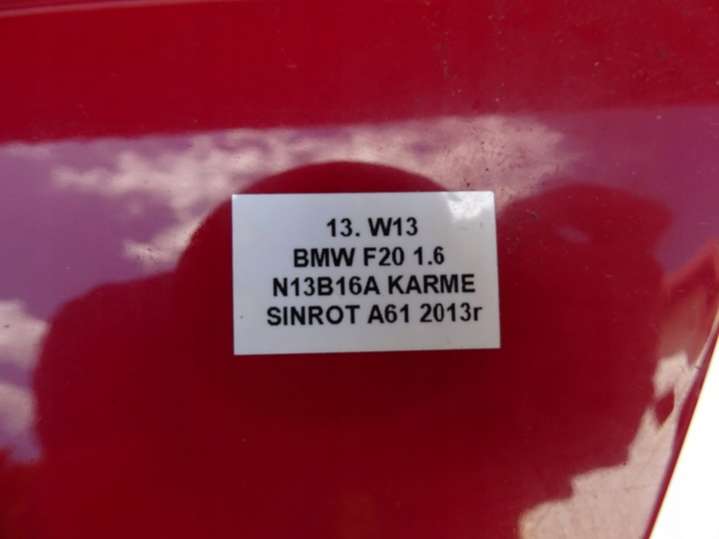 13. W13
BMW F20 1.6
N13B16A KARME
SINROT A61 2013r